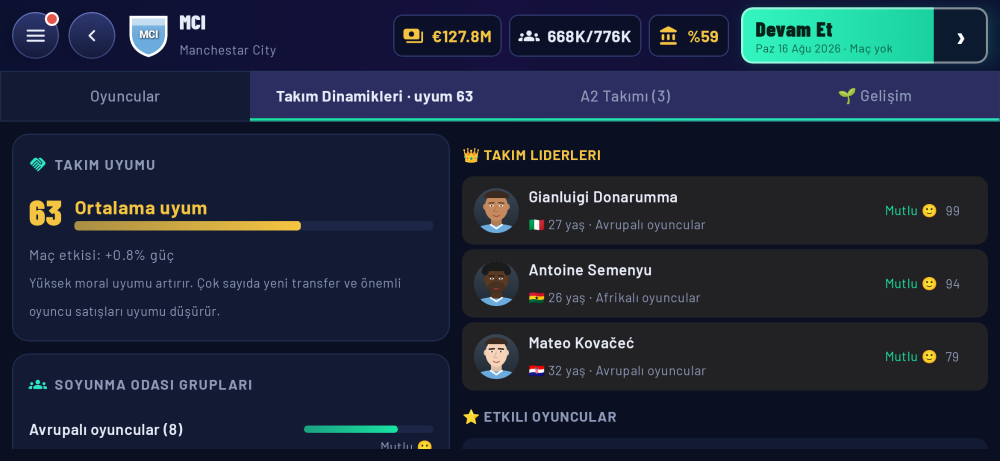 MCI
MCI
Manchestar City
€127.8M
668K/776K
%59
Devam Et
Paz 16 Ağu 2026 · Maç yok
Oyuncular
Takım Dinamikleri · uyum 63
A2 Takımı (3)
Gelişim
TAKIM UYUMU
63
Ortalama uyum
Maç etkisi: +0.8% güç
Yüksek moral uyumu artırır. Çok sayıda yeni transfer ve önemli
oyuncu satışları uyumu düşürür.
SOYUNMA ODASI GRUPLARI
Avrupalı oyuncular (8)
Mutlu
TAKIM LIDERLERI
Gianluigi Donarumma
27 yaş · Avrupalı oyuncular
Mutlu 99
Antoine Semenyu
26 yaş · Afrikalı oyuncular
Mutlu 94
Mateo Kovačeć
32 yaş · Avrupalı oyuncular
Mutlu 79
ETKILI OYUNCULAR